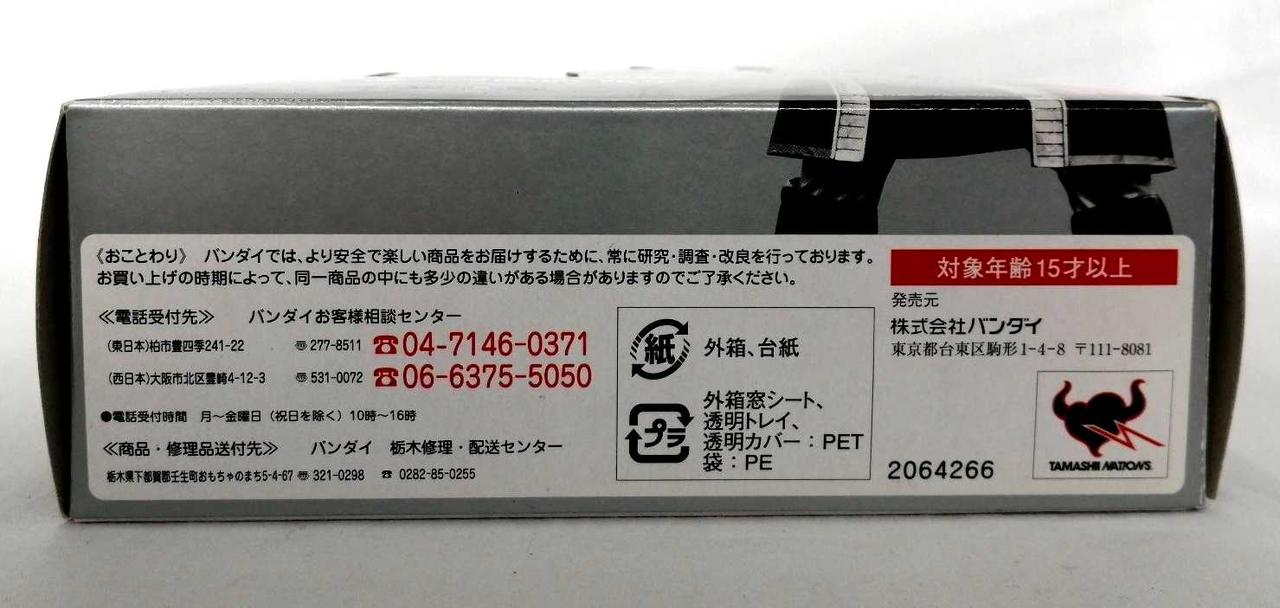 《おことわり》 バンダイでは、より安全で楽しい商品をお届けするために、常に研究・調査・改良を行っております。
お買い上げの時期によって、同一商品の中にも多少の違いがある場合がありますのでご了承ください。
≪電話受付先≫ バンダイお客様相談センター
(東日本)柏市豊四季241-22 〠277-8511 ☎04-7146-0371
(西日本)大阪市北区豊崎4-12-3 〠531-0072 ☎06-6375-5050
●電話受付時間 月〜金曜日(祝日を除く)10時〜16時
≪商品・修理品送付先≫ バンダイ 栃木修理・配送センター
栃木県下都賀郡壬生町おもちゃのまち5-4-67 〠321-0298 ☎0282-85-0255
紙 外箱、台紙
プラ 外箱窓シート、
透明トレイ、
透明カバー：PET
袋：PE
対象年齢15才以上
発売元
株式会社バンダイ
東京都台東区駒形1-4-8 〒111-8081
2064266
TAMASHII NATIONS